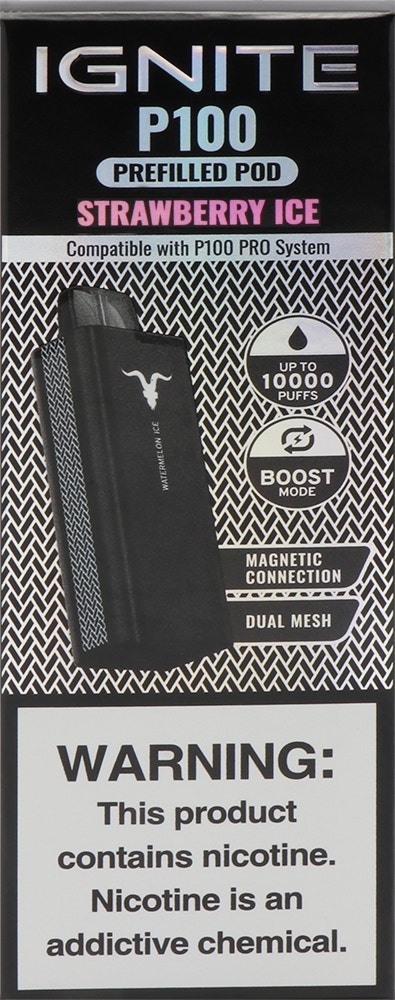 IGNITE
P100
PREFILLED POD
STRAWBERRY ICE
Compatible with P100 PRO System
UP TO
10000
PUFFS
BOOST
MODE
WATERMELON ICE
MAGNETIC
CONNECTION
DUAL MESH
WARNING:
This product
contains nicotine.
Nicotine is an
addictive chemical.